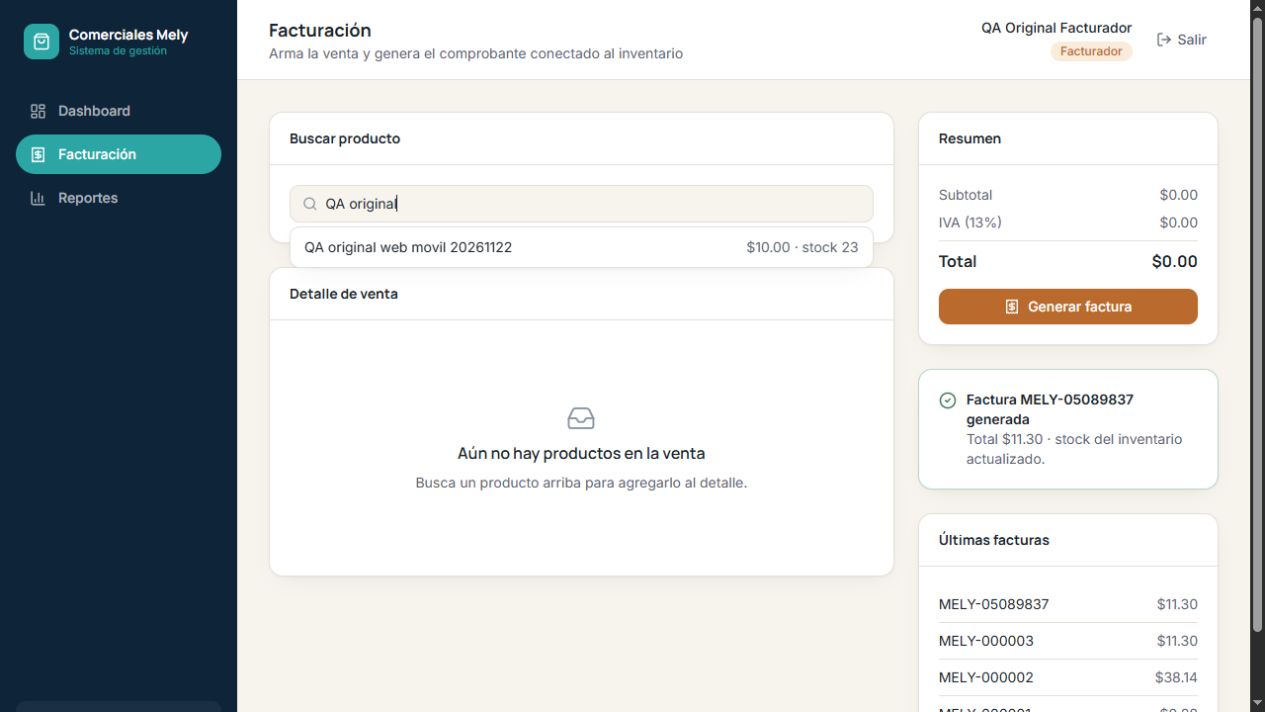 Comerciales Mely
Sistema de gestión
Dashboard
Facturación
Reportes
Facturación
Arma la venta y genera el comprobante conectado al inventario
QA Original Facturador
Facturador
Salir
Buscar producto
QA original
QA original web movil 20261122
$10.00 · stock 23
Detalle de venta
Aún no hay productos en la venta
Busca un producto arriba para agregarlo al detalle.
Resumen
Subtotal $0.00
IVA (13%) $0.00
Total $0.00
Generar factura
Factura MELY-05089837
generada
Total $11.30 · stock del inventario
actualizado.
Últimas facturas
MELY-05089837 $11.30
MELY-000003 $11.30
MELY-000002 $38.14